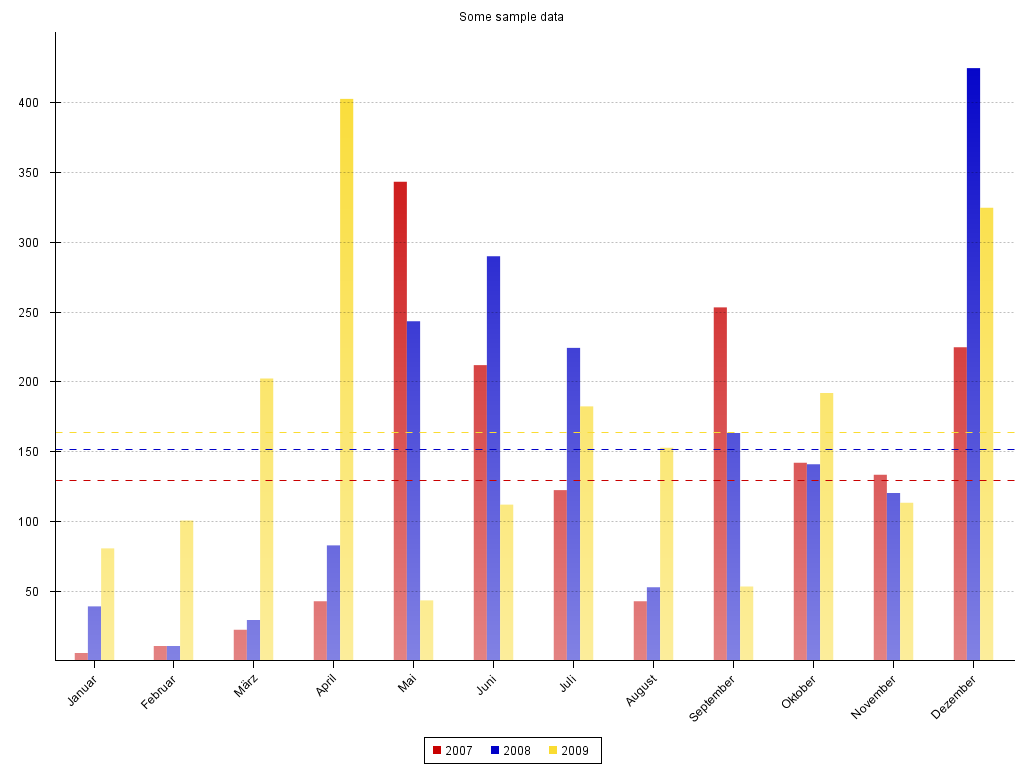 Some sample data
400
350
300
250
200
150
100
50
Januar
Februar
März
April
Mai
Juni
Juli
August
September
Oktober
November
Dezember
2007 2008 2009